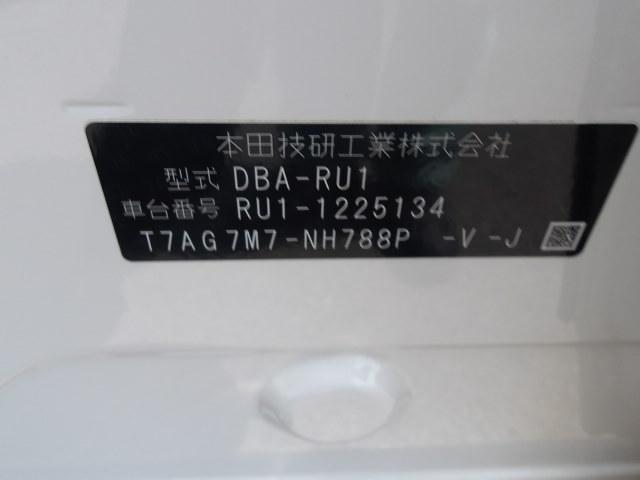 本田技研工業株式会社
型式 DBA-RU1
車台番号 RU1-1225134
T7AG7M7-NH788P -V-J